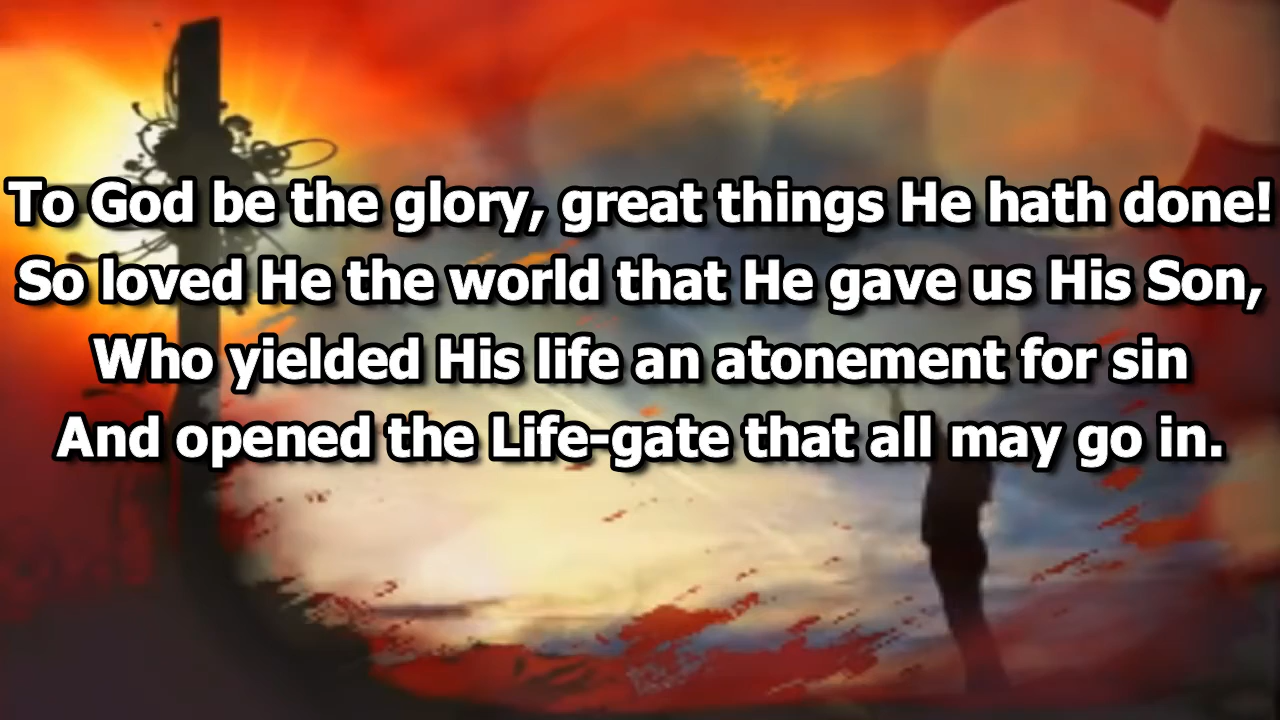 To God be the glory, great things He hath done!
So loved He the world that He gave us His Son,
Who yielded His life an atonement for sin
And opened the Life-gate that all may go in.